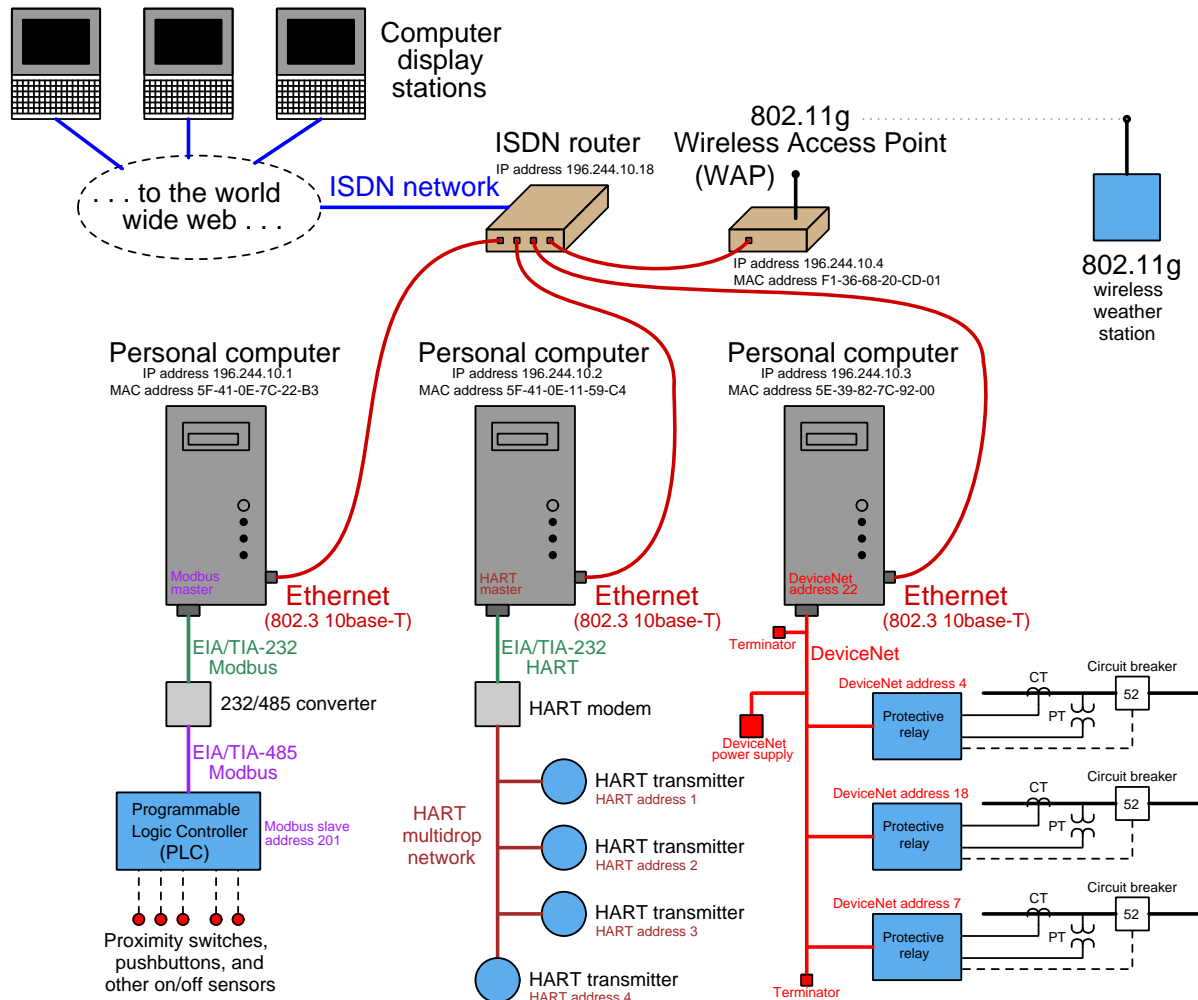 Computer
display
stations
. . . to the world
wide web . . .
ISDN network
ISDN router
IP address 196.244.10.18
802.11g
Wireless Access Point
(WAP)
IP address 196.244.10.4
MAC address F1-36-68-20-CD-01
802.11g
wireless
weather
station
Personal computer
IP address 196.244.10.1
MAC address 5F-41-0E-7C-22-B3
Modbus
master
Ethernet
(802.3 10base-T)
EIA/TIA-232
Modbus
232/485 converter
EIA/TIA-485
Modbus
Programmable
Logic Controller
(PLC)
Modbus slave
address 201
Proximity switches,
pushbuttons, and
other on/off sensors
Personal computer
IP address 196.244.10.2
MAC address 5F-41-0E-11-59-C4
HART
master
Ethernet
(802.3 10base-T)
EIA/TIA-232
HART
HART modem
HART
multidrop
network
HART transmitter
HART address 1
HART transmitter
HART address 2
HART transmitter
HART address 3
HART transmitter
HART address 4
Personal computer
IP address 196.244.10.3
MAC address 5E-39-82-7C-92-00
DeviceNet
address 22
Ethernet
(802.3 10base-T)
Terminator
DeviceNet
DeviceNet
power supply
DeviceNet address 4
Protective
relay
CT
PT
Circuit breaker
52
DeviceNet address 18
Protective
relay
CT
PT
Circuit breaker
52
DeviceNet address 7
Protective
relay
CT
PT
Circuit breaker
52
Terminator